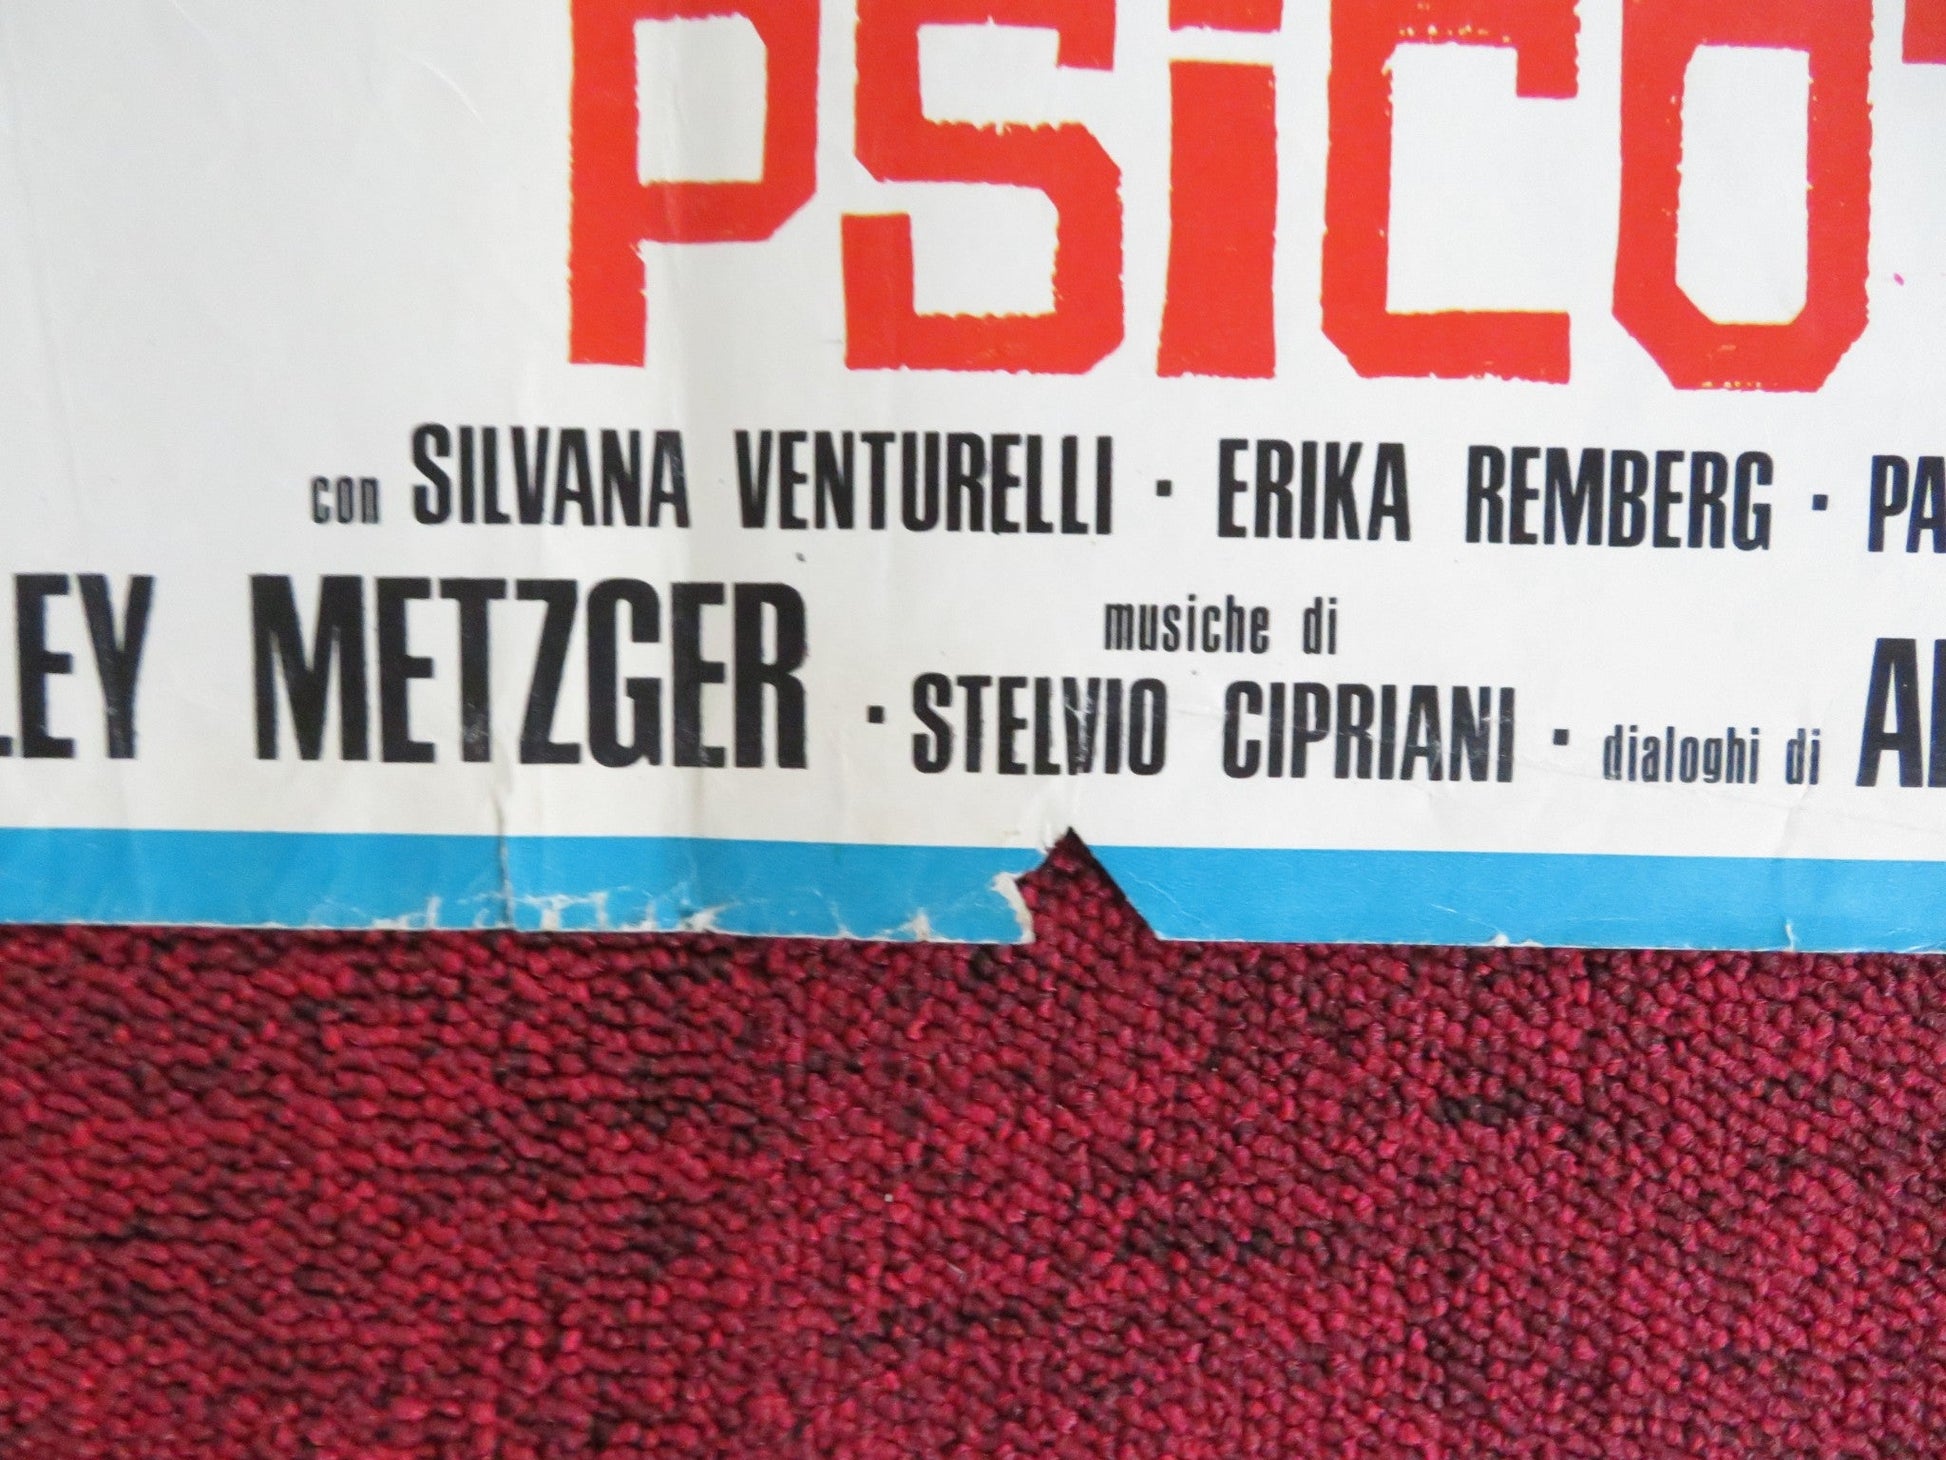 PSiCO
con SILVANA VENTURELLI · ERIKA REMBERG · PA
LEY METZGER · musiche di STELVIO CIPRIANI · dialoghi di